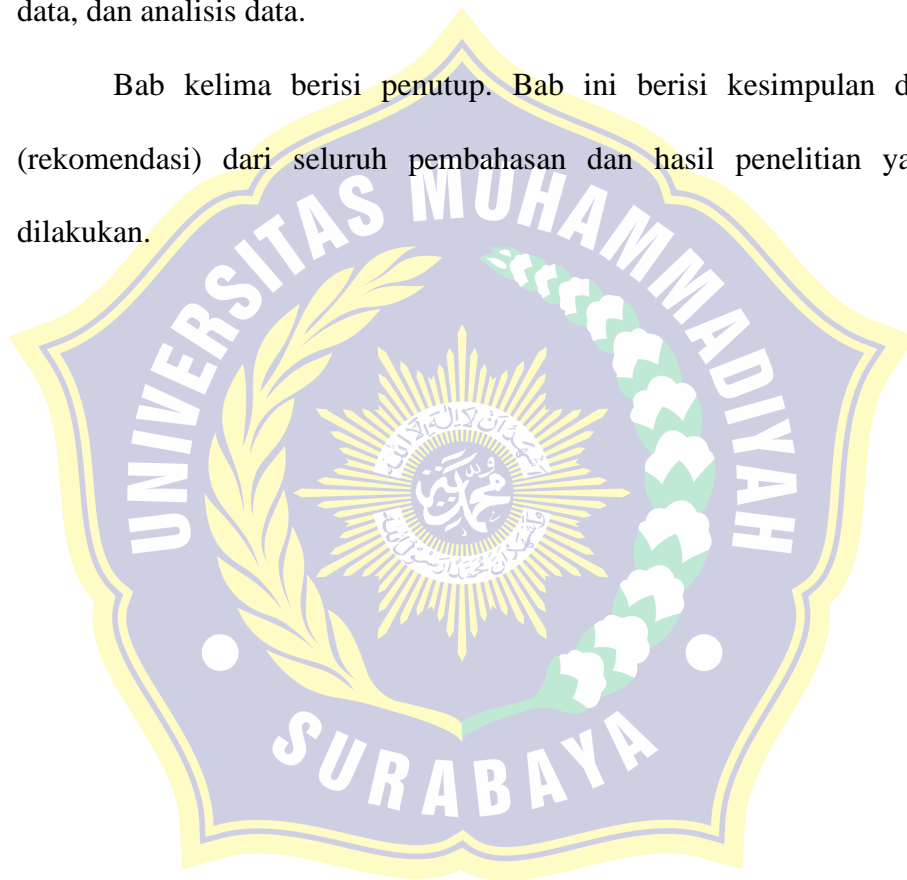 data, dan analisis data.
Bab kelima berisi penutup. Bab ini berisi kesimpulan d
(rekomendasi) dari seluruh pembahasan dan hasil penelitian ya
dilakukan.
UNIVERSITAS MUHAMMADIYAH
محمد
SURABAYA